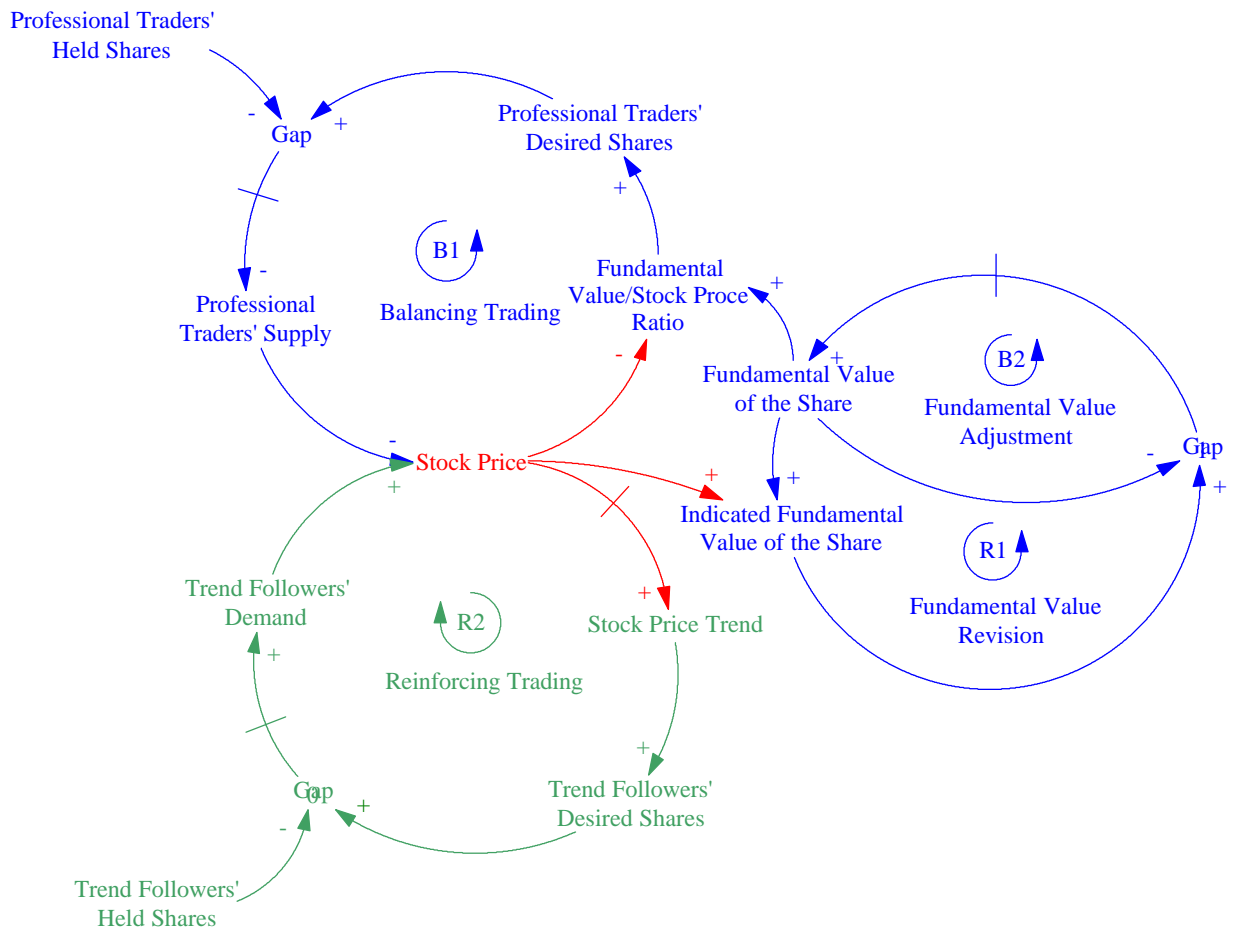 Professional Traders'
Held Shares
-
+
Gap
Professional Traders'
Desired Shares
+
B1
Balancing Trading
-
Professional
Traders' Supply
Fundamental
Value/Stock Proce
Ratio
+
-
+
Fundamental Value
of the Share
B2
Fundamental Value
Adjustment
Gap
-
+
-
Stock Price
+
+
+
Indicated Fundamental
Value of the Share
R1
Fundamental Value
Revision
Trend Followers'
Demand
+
R2
Reinforcing Trading
+
Stock Price Trend
+
Gap
+
-
Trend Followers'
Desired Shares
Trend Followers'
Held Shares